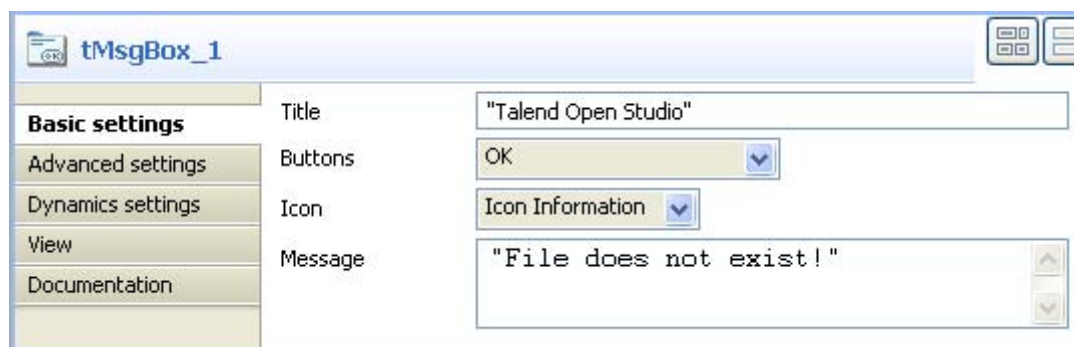 tMsgBox_1
Basic settings
Advanced settings
Dynamics settings
View
Documentation
Title "Talend Open Studio"
Buttons OK
Icon Icon Information
Message "File does not exist!"